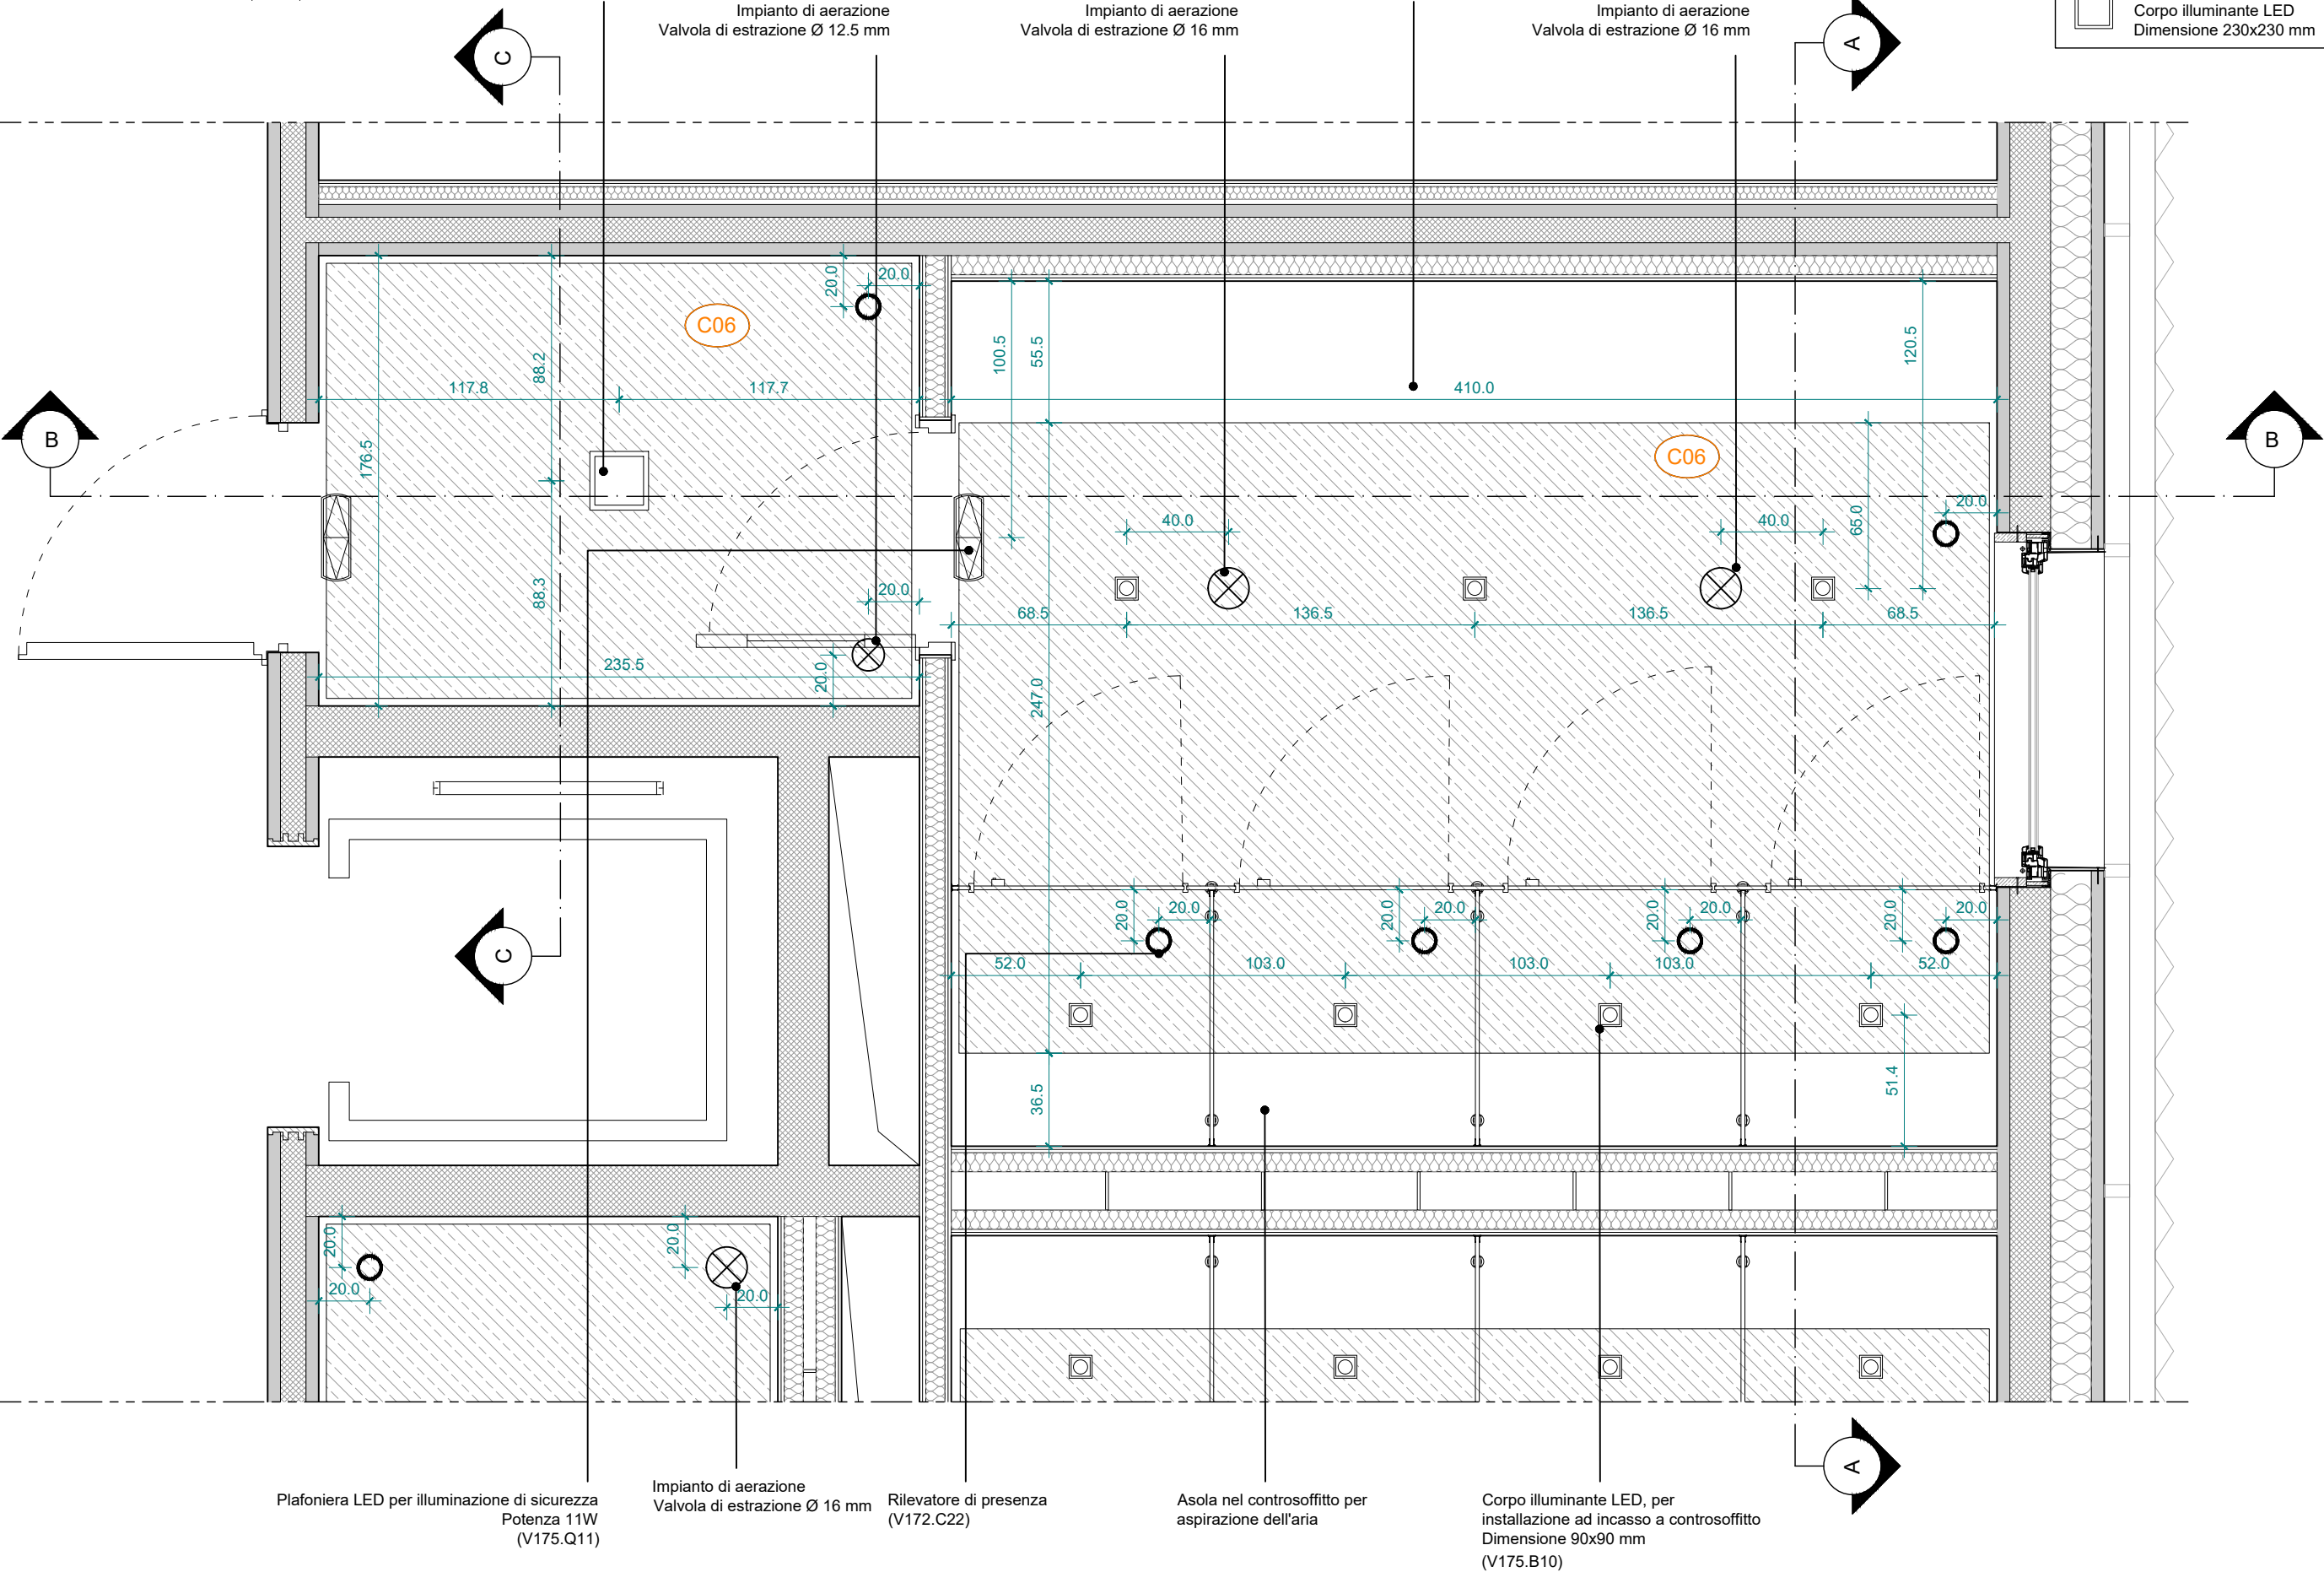 Impianto di aerazione
Valvola di estrazione Ø 12.5 mm
Impianto di aerazione
Valvola di estrazione Ø 16 mm
Impianto di aerazione
Valvola di estrazione Ø 16 mm
Corpo illuminante LED
Dimensione 230x230 mm
C
A
20.0
20.0
C06
88.2
100.5
55.5
120.5
117.8
117.7
410.0
B
176.5
C06
B
20.0
40.0
40.0
65.0
88.3
20.0
68.5
136.5
136.5
68.5
235.5
20.0
247.0
20.0
20.0
20.0
20.0
20.0
20.0
20.0
20.0
C
52.0
103.0
103.0
103.0
52.0
36.5
51.4
20.0
20.0
20.0
20.0
A
Plafoniera LED per illuminazione di sicurezza
Potenza 11W
(V175.Q11)
Impianto di aerazione
Valvola di estrazione Ø 16 mm
Rilevatore di presenza
(V172.C22)
Asola nel controsoffitto per
aspirazione dell'aria
Corpo illuminante LED, per
installazione ad incasso a controsoffitto
Dimensione 90x90 mm
(V175.B10)